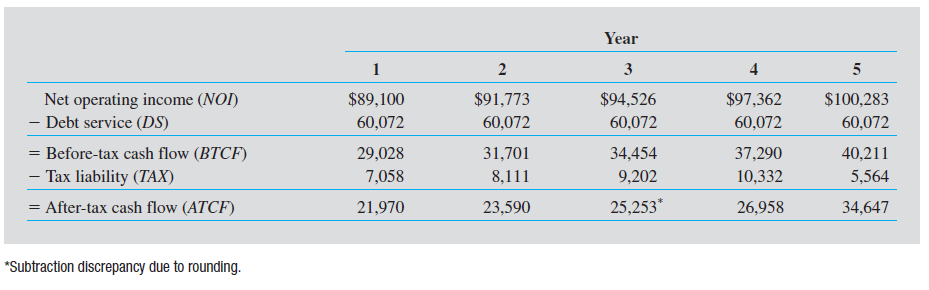 Year
1 2 3 4 5
Net operating income (NOI) $89,100 $91,773 $94,526 $97,362 $100,283
− Debt service (DS) 60,072 60,072 60,072 60,072 60,072
= Before-tax cash flow (BTCF) 29,028 31,701 34,454 37,290 40,211
− Tax liability (TAX) 7,058 8,111 9,202 10,332 5,564
= After-tax cash flow (ATCF) 21,970 23,590 25,253* 26,958 34,647
*Subtraction discrepancy due to rounding.